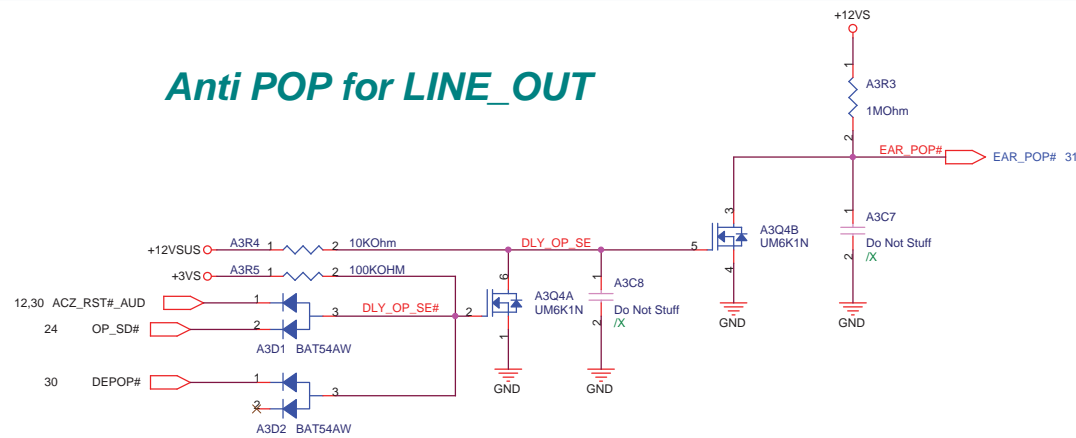 +12VS
Anti POP for LINE_OUT
1
A3R3
1MOhm
2
EAR_POP#
EAR_POP# 31
3
1
A3Q4B
UM6K1N
A3C7
Do Not Stuff
/X
5
4
2
+12VSUS
A3R4 1
2 10KOhm
DLY_OP_SE
GND
GND
+3VS
A3R5 1
2 100KOHM
6
1
A3C8
12,30 ACZ_RST#_AUD
1
3
DLY_OP_SE#
2
A3Q4A
UM6K1N
Do Not Stuff
/X
24 OP_SD#
2
1
2
A3D1 BAT54AW
GND
GND
30 DEPOP#
1
3
2
A3D2 BAT54AW